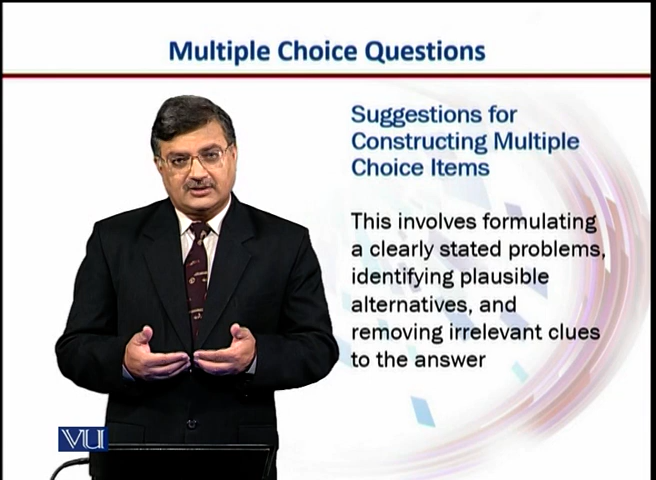 Multiple Choice Questions
Suggestions for
Constructing Multiple
Choice Items
This involves formulating
a clearly stated problems,
identifying plausible
alternatives, and
removing irrelevant clues
to the answer
VU